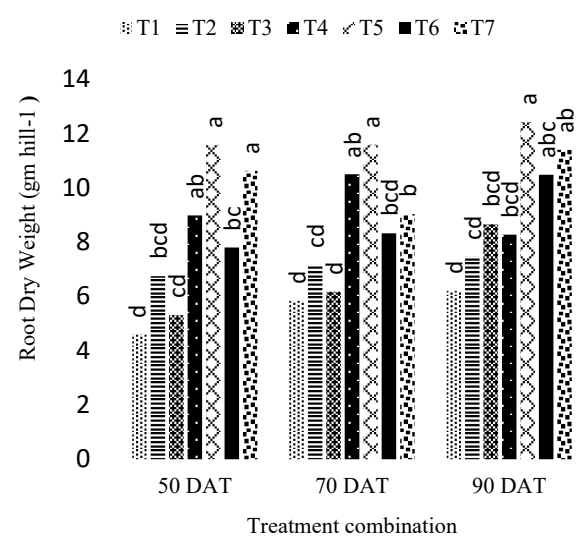 T1 T2 T3 T4 T5 T6 T7
Root Dry Weight (gm hill-1 )
14
12
10
8
6
4
2
0
d bcd cd ab a bc a
d cd d ab a bcd b
d cd bcd bcd a abc ab
50 DAT 70 DAT 90 DAT
Treatment combination